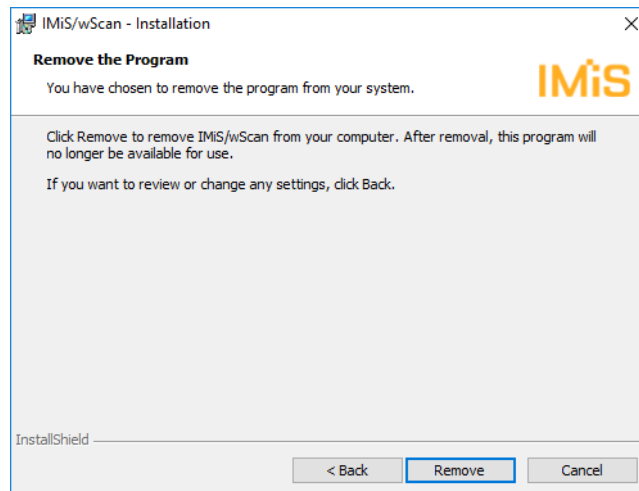 IMiS/wScan - Installation
Remove the Program
You have chosen to remove the program from your system.
IMiS
Click Remove to remove IMiS/wScan from your computer. After removal, this program will
no longer be available for use.
If you want to review or change any settings, click Back.
InstallShield
< Back
Remove
Cancel